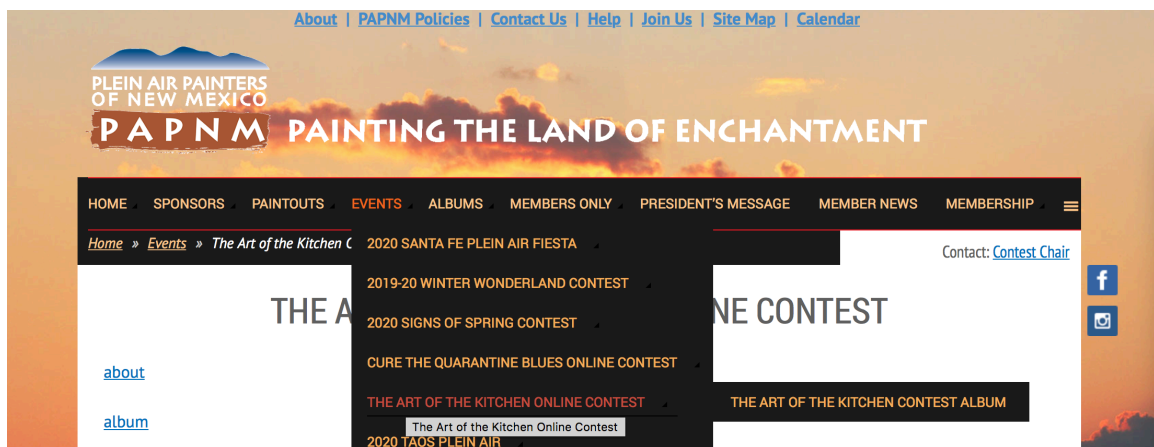 About | PAPNM Policies | Contact Us | Help | Join Us | Site Map | Calendar
PLEIN AIR PAINTERS
OF NEW MEXICO
PAPNM PAINTING THE LAND OF ENCHANTMENT
HOME SPONSORS PAINTOUTS EVENTS ALBUMS MEMBERS ONLY PRESIDENT'S MESSAGE MEMBER NEWS MEMBERSHIP
Home » Events » The Art of the Kitchen
Contact: Contest Chair
2020 SANTA FE PLEIN AIR FIESTA
2019-20 WINTER WONDERLAND CONTEST
THE A NE CONTEST
2020 SIGNS OF SPRING CONTEST
CURE THE QUARANTINE BLUES ONLINE CONTEST
about
THE ART OF THE KITCHEN ONLINE CONTEST THE ART OF THE KITCHEN CONTEST ALBUM
album
The Art of the Kitchen Online Contest
2020 TAOS PLEIN AIR